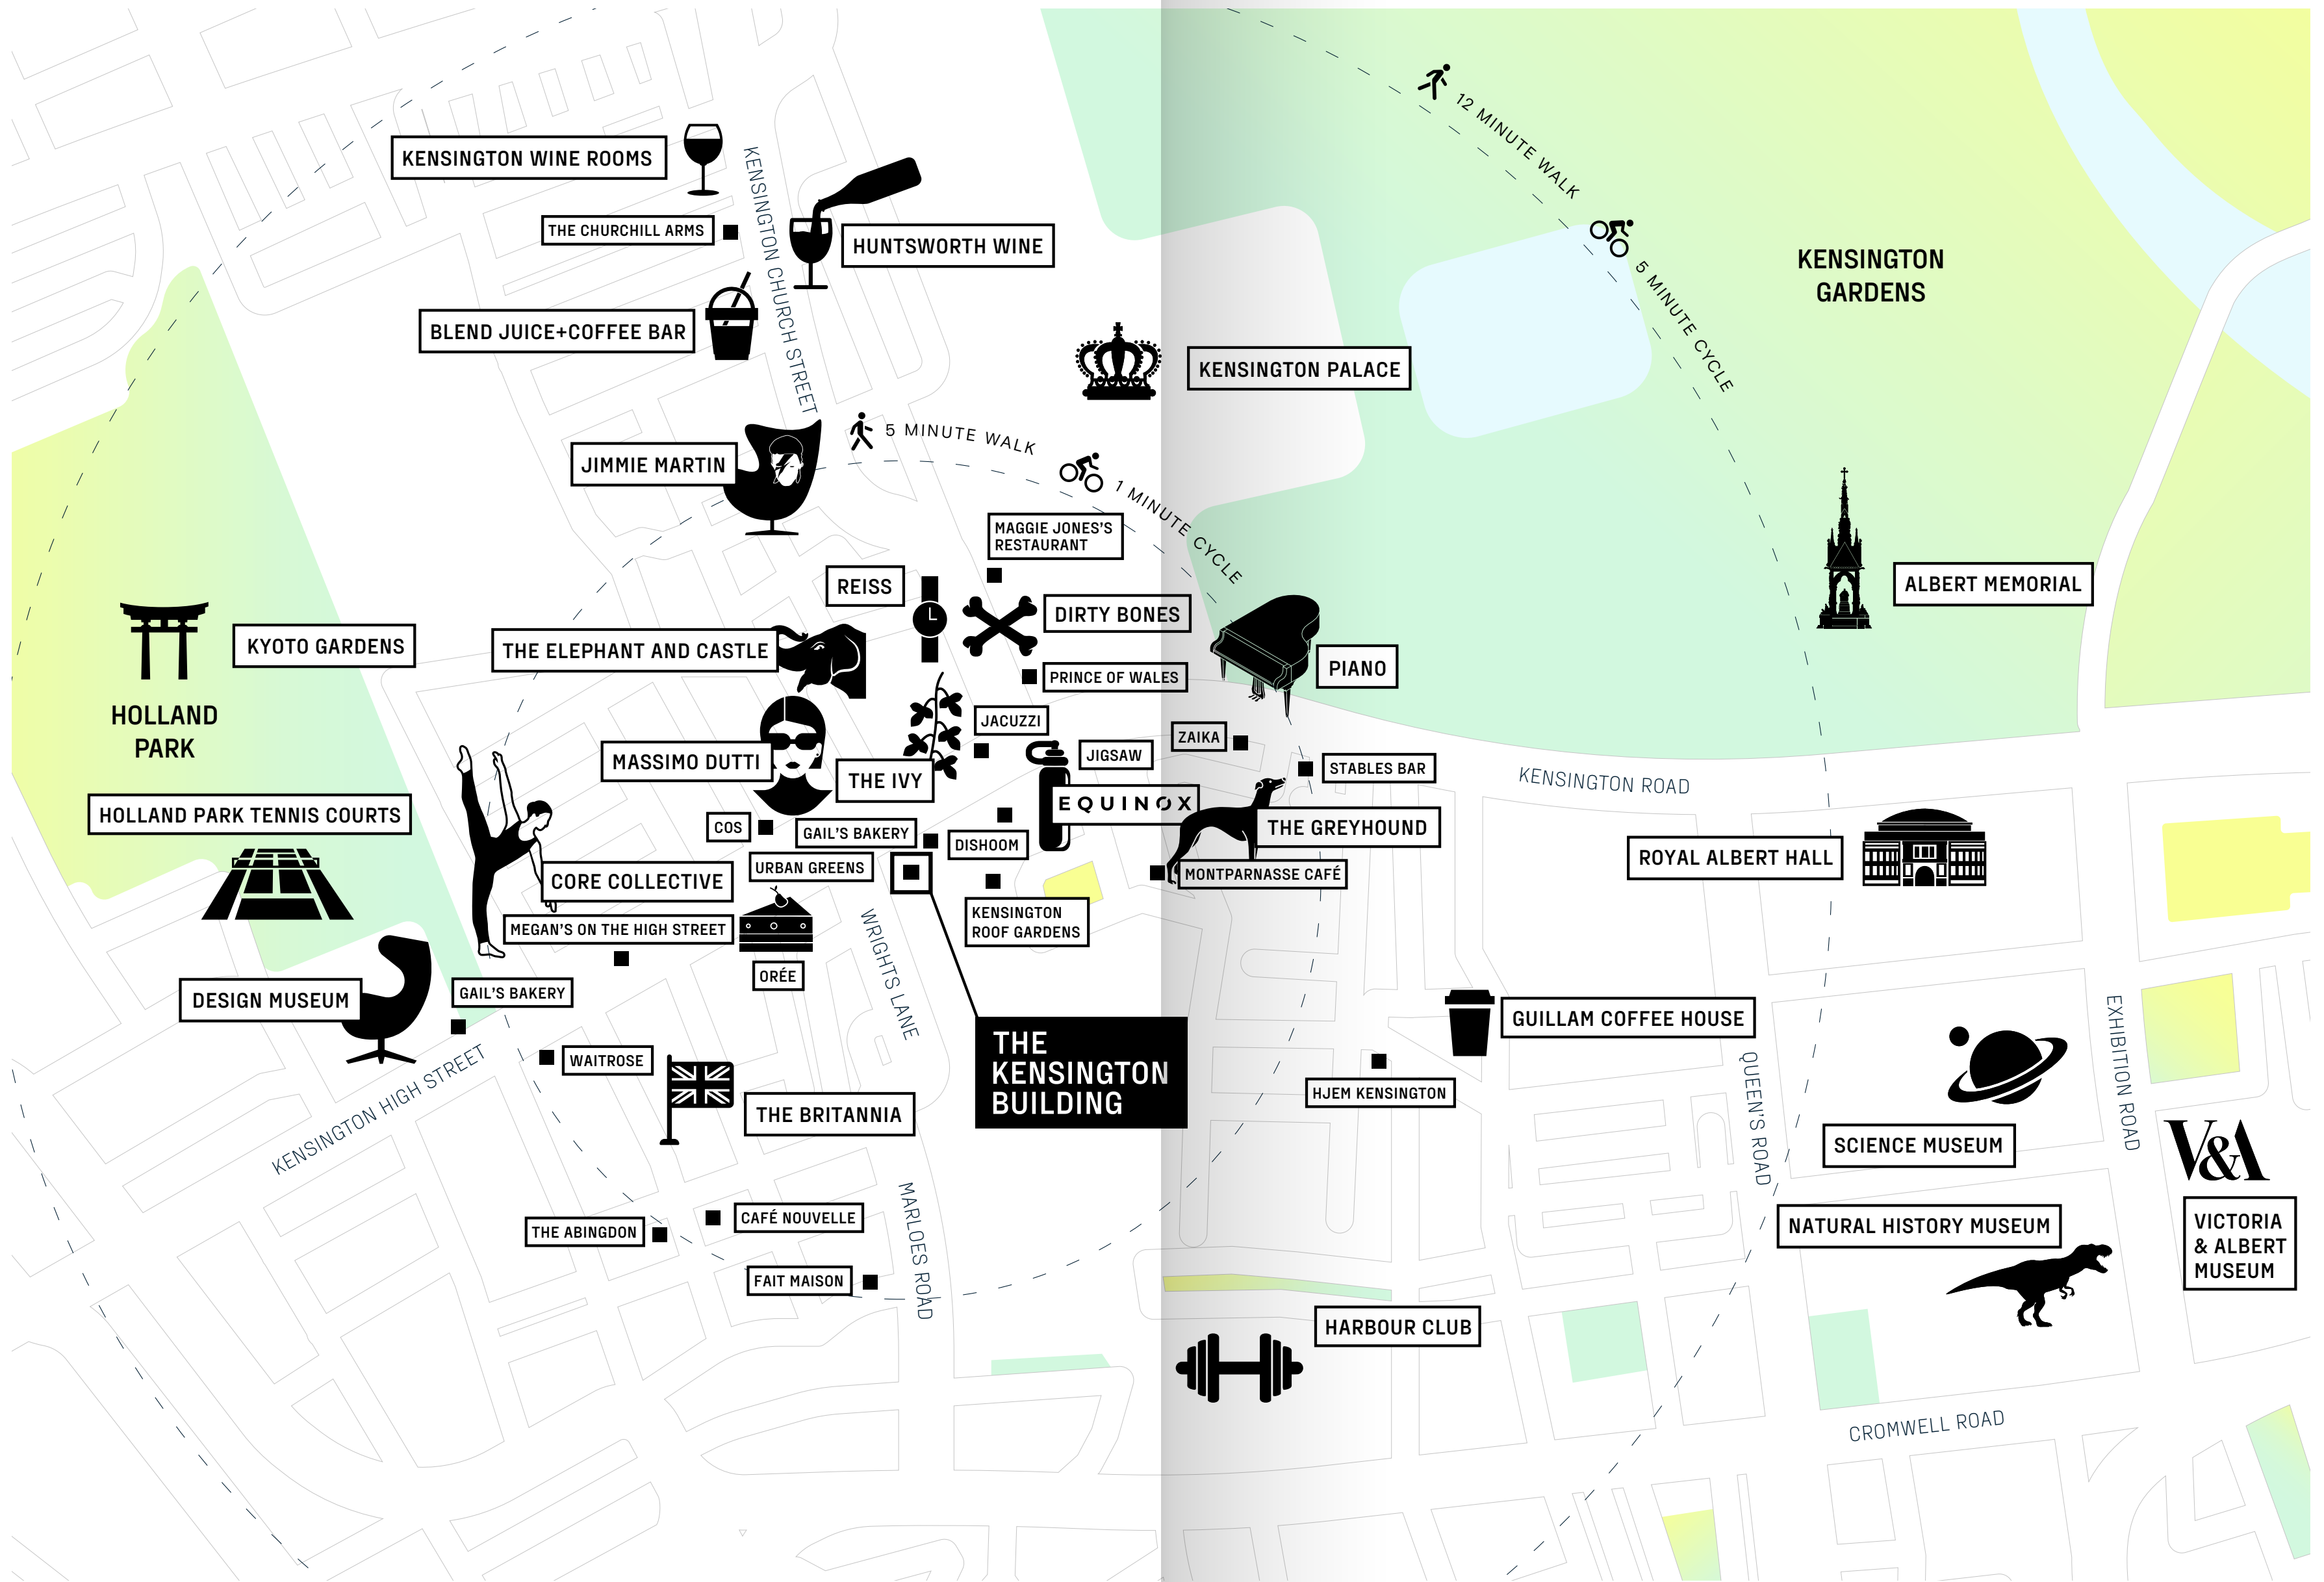 12 MINUTE WALK
5 MINUTE CYCLE
KENSINGTON WINE ROOMS
KENSINGTON CHURCH STREET
THE CHURCHILL ARMS
HUNTSWORTH WINE
KENSINGTON
GARDENS
BLEND JUICE+COFFEE BAR
KENSINGTON PALACE
5 MINUTE WALK
1 MINUTE CYCLE
JIMMIE MARTIN
MAGGIE JONES'S
RESTAURANT
REISS
ALBERT MEMORIAL
DIRTY BONES
KYOTO GARDENS
THE ELEPHANT AND CASTLE
PIANO
PRINCE OF WALES
HOLLAND
PARK
JACUZZI
ZAIKA
JIGSAW
MASSIMO DUTTI
STABLES BAR
THE IVY
KENSINGTON ROAD
EQUINOX
HOLLAND PARK TENNIS COURTS
COS
GAIL'S BAKERY
THE GREYHOUND
DISHOOM
ROYAL ALBERT HALL
URBAN GREENS
MONTPARNASSE CAFÉ
CORE COLLECTIVE
KENSINGTON
ROOF GARDENS
MEGAN'S ON THE HIGH STREET
WRIGHTS LANE
ORÉE
GAIL'S BAKERY
DESIGN MUSEUM
GUILLAM COFFEE HOUSE
THE
KENSINGTON
BUILDING
WAITROSE
KENSINGTON HIGH STREET
HJEM KENSINGTON
QUEEN'S ROAD
EXHIBITION ROAD
THE BRITANNIA
SCIENCE MUSEUM
V&A
CAFÉ NOUVELLE
THE ABINGDON
MARLOES ROAD
NATURAL HISTORY MUSEUM
VICTORIA
& ALBERT
MUSEUM
FAIT MAISON
HARBOUR CLUB
CROMWELL ROAD